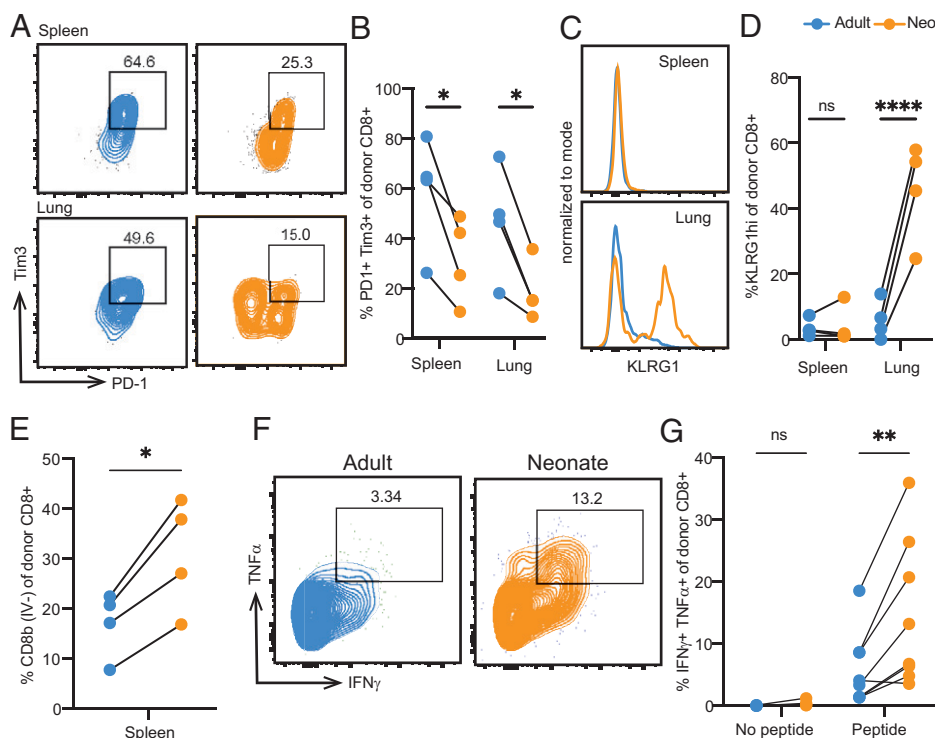 A
Spleen
64.6
25.3
Lung
49.6
15.0
Tim3
PD-1
B
% PD1+ Tim3+ of donor CD8+
100
80
60
40
20
0
*
*
Spleen
Lung
C
normalized to mode
Spleen
Lung
KLRG1
D
Adult
Neo
%KLRG1hi of donor CD8+
80
60
40
20
0
ns
****
Spleen
Lung
E
% CD8b (IV-) of donor CD8+
50
40
30
20
10
0
*
Spleen
F
Adult
Neonate
3.34
13.2
TNFα
IFNγ
G
% IFNγ+ TNFα+ of donor CD8+
40
30
20
10
0
ns
**
No peptide
Peptide